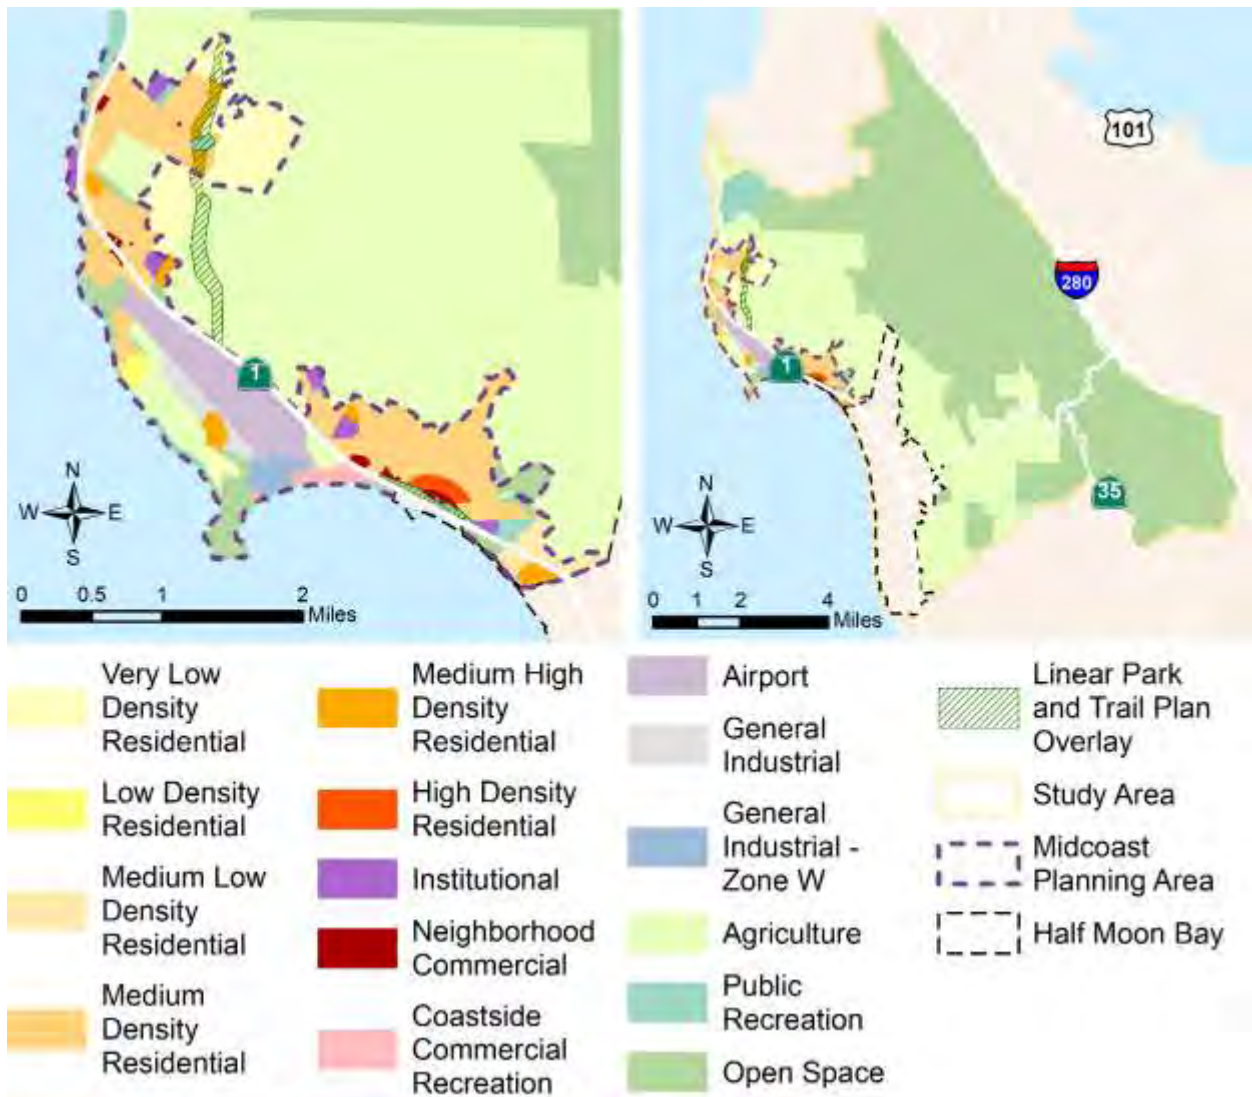 1
N
W E
S
0 0.5 1 2
Miles
101
280
1
35
N
W E
S
0 1 2 4
Miles
Very Low
Density
Residential
Low Density
Residential
Medium Low
Density
Residential
Medium
Density
Residential
Medium High
Density
Residential
High Density
Residential
Institutional
Neighborhood
Commercial
Coastside
Commercial
Recreation
Airport
General
Industrial
General
Industrial -
Zone W
Agriculture
Public
Recreation
Open Space
Linear Park
and Trail Plan
Overlay
Study Area
Midcoast
Planning Area
Half Moon Bay